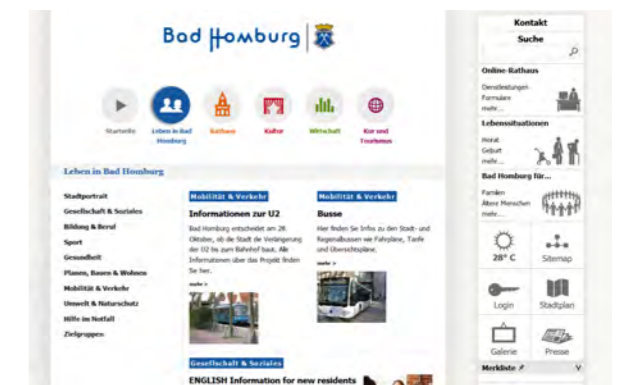 Bad Homburg
Startseite
Leben in Bad
Homburg
Rathaus
Kultur
Wirtschaft
Kur und
Tourismus
Leben in Bad Homburg
Stadtportrait
Gesellschaft & Soziales
Bildung & Beruf
Sport
Gesundheit
Planen, Bauen & Wohnen
Mobilität & Verkehr
Umwelt & Naturschutz
Hilfe im Notfall
Zielgruppen
Mobilität & Verkehr
Informationen zur U2
Bad Homburg entscheidet am 28.
Oktober, ob die Stadt die Verlängerung
der U2 bis zum Bahnhof baut. Alle
Informationen über das Projekt finden
Sie hier.
mehr >
Mobilität & Verkehr
Busse
Hier finden Sie Infos zu den Stadt- und
Regionalbussen wie Fahrpläne, Tarife
und Übersichtspläne.
mehr >
Gesellschaft & Soziales
ENGLISH Information for new residents
Kontakt
Suche
Online-Rathaus
Dienstleistungen
Formulare
mehr...
Lebenssituationen
Heirat
Geburt
mehr...
Bad Homburg für...
Familien
Ältere Menschen
mehr...
28° C
Sitemap
Login
Stadtplan
Galerie
Presse
Merkliste